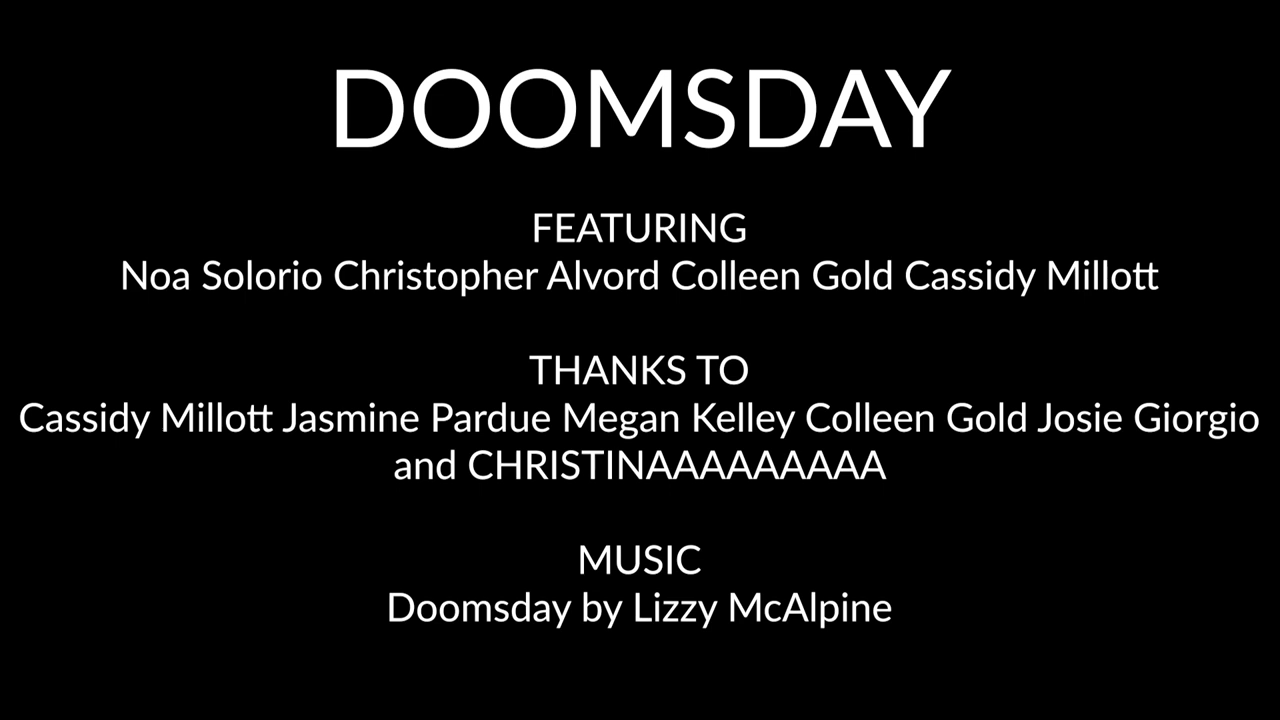 DOOMSDAY
FEATURING
Noa Solorio Christopher Alvord Colleen Gold Cassidy Millott
THANKS TO
Cassidy Millott Jasmine Pardue Megan Kelley Colleen Gold Josie Giorgio
and CHRISTINAAAAAAAAA
MUSIC
Doomsday by Lizzy McAlpine